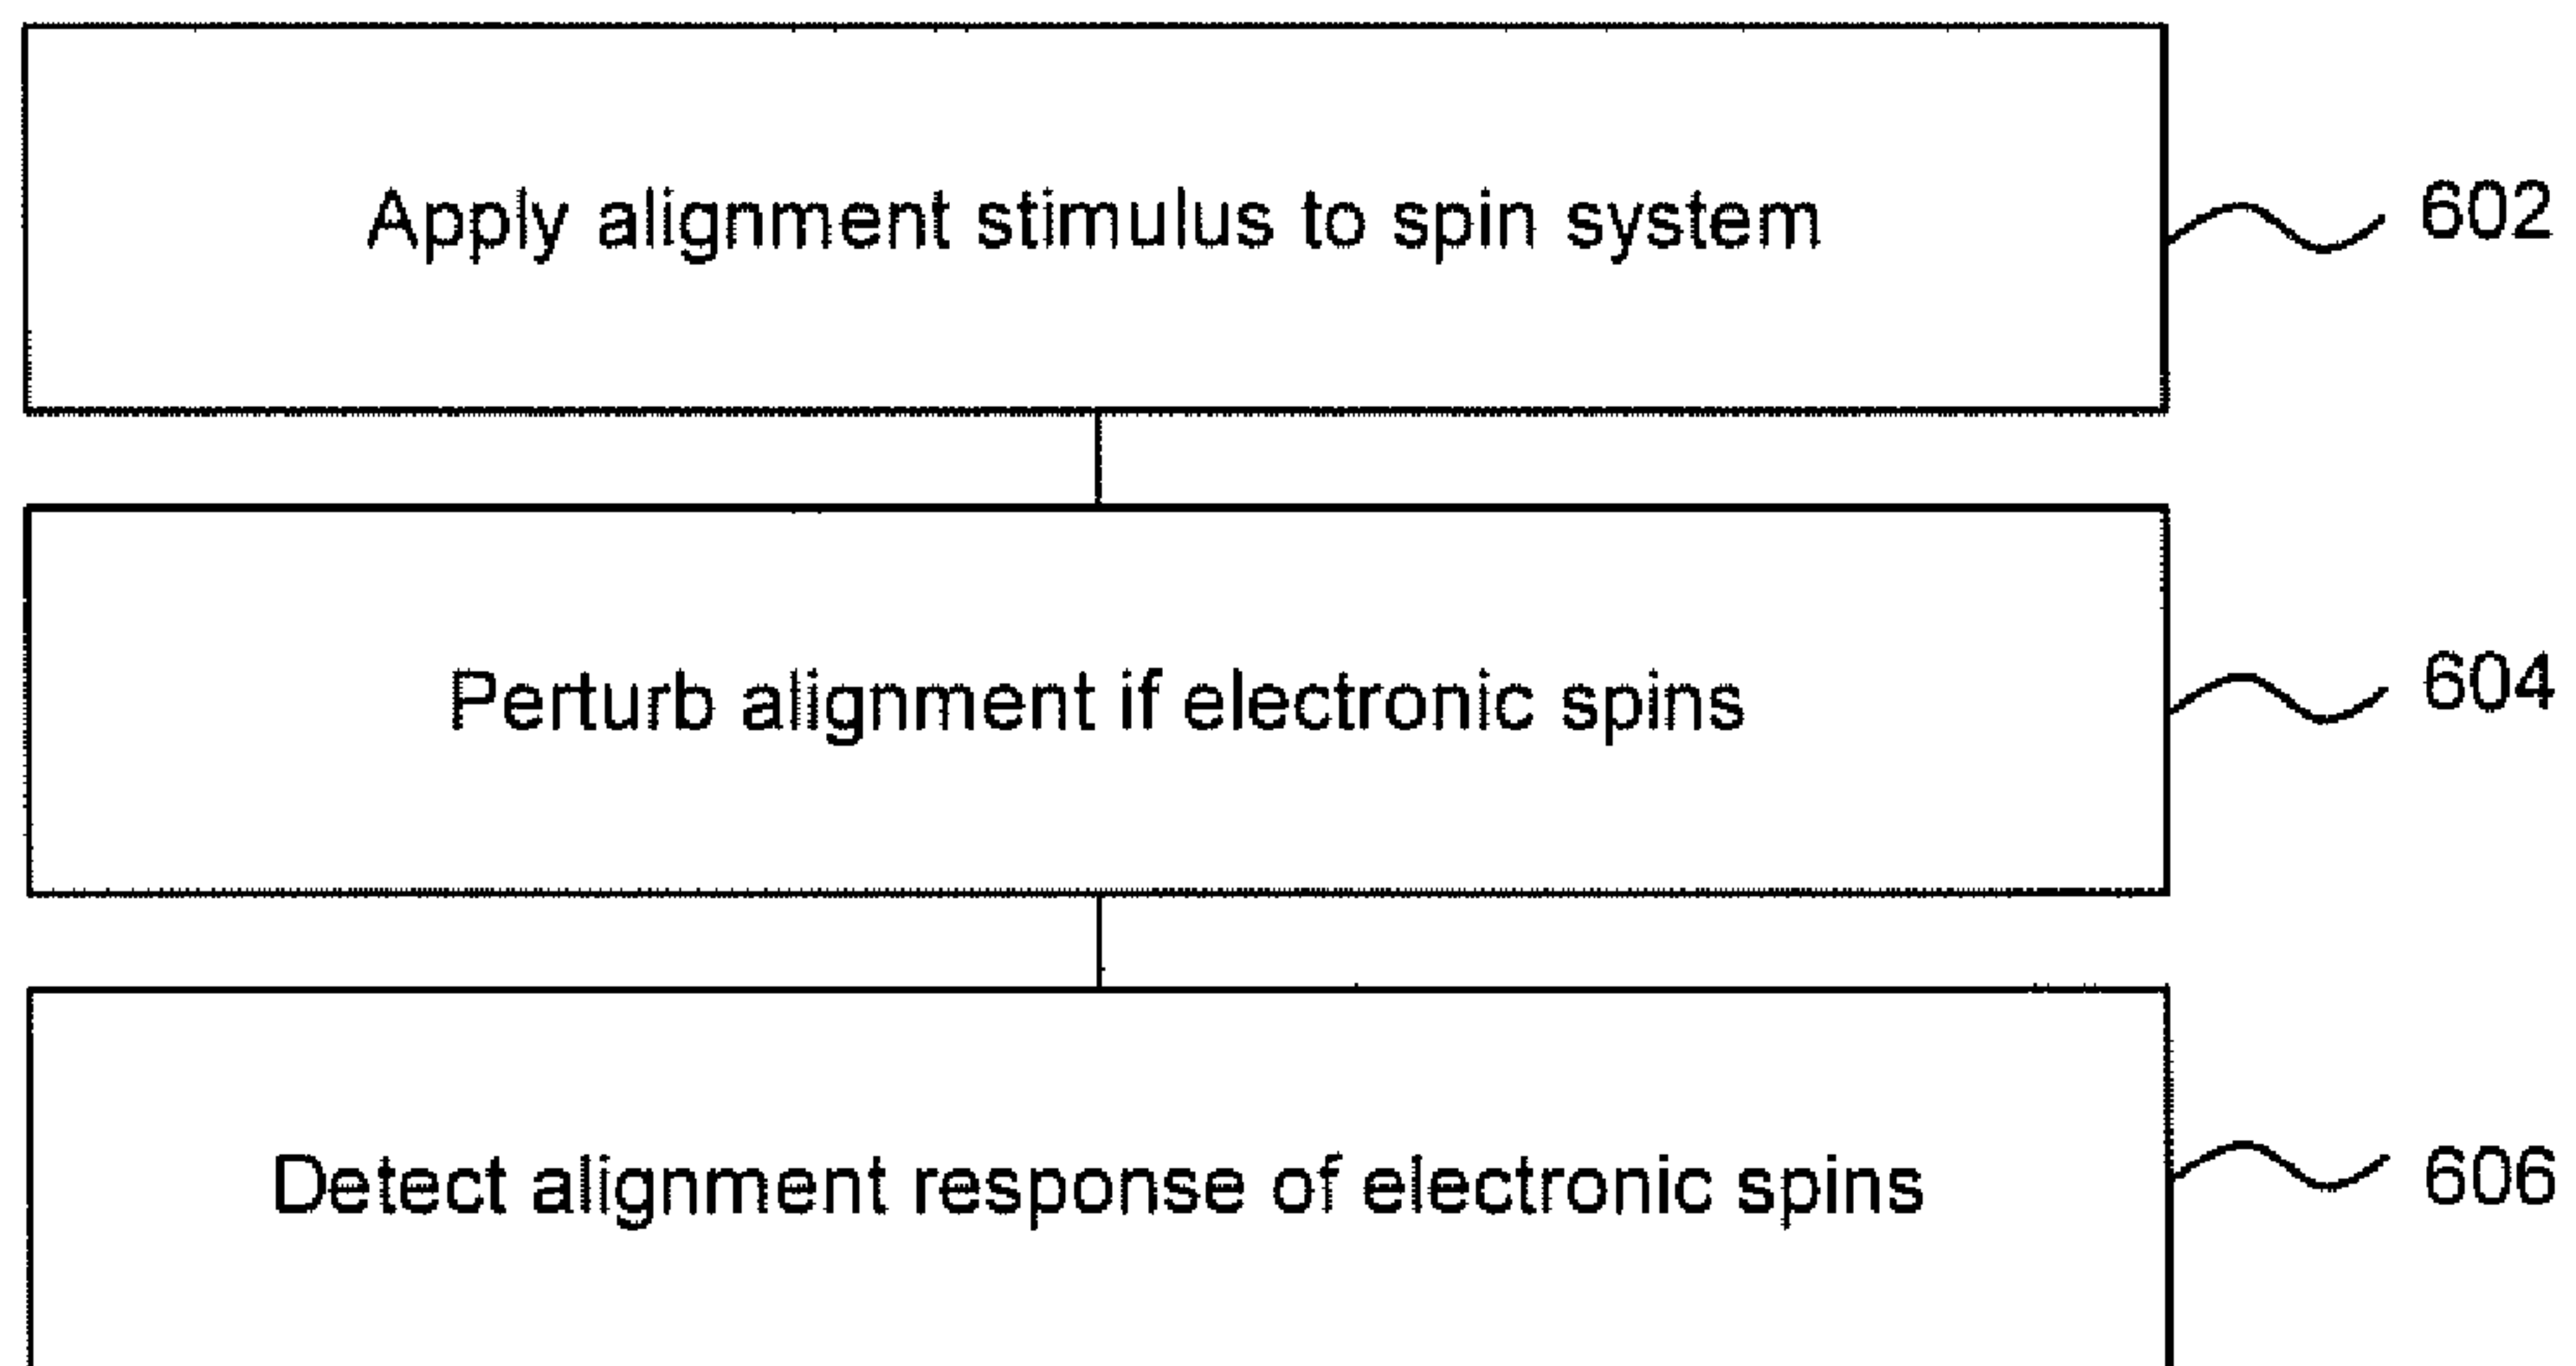 Apply alignment stimulus to spin system 602
Perturb alignment if electronic spins 604
Detect alignment response of electronic spins 606